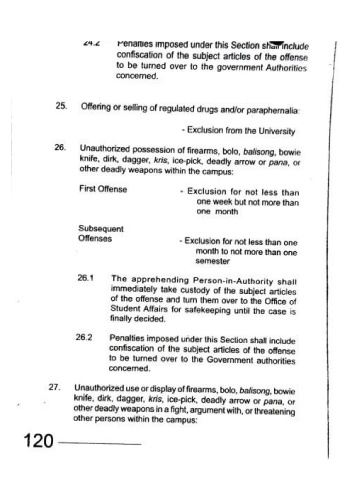 24.2 Penalties imposed under this Section shall include
confiscation of the subject articles of the offense
to be turned over to the government Authorities
concerned.
25. Offering or selling of regulated drugs and/or paraphernalia:
- Exclusion from the University
26. Unauthorized possession of firearms, bolo, balisong, bowie
knife, dirk, dagger, kris, ice-pick, deadly arrow or pana, or
other deadly weapons within the campus:
First Offense - Exclusion for not less than
one week but not more than
one month
Subsequent
Offenses - Exclusion for not less than one
month to not more than one
semester
26.1 The apprehending Person-in-Authority shall
immediately take custody of the subject articles
of the offense and turn them over to the Office of
Student Affairs for safekeeping until the case is
finally decided.
26.2 Penalties imposed under this Section shall include
confiscation of the subject articles of the offense
to be turned over to the Government authorities
concerned.
27. Unauthorized use or display of firearms, bolo, balisong, bowie
knife, dirk, dagger, kris, ice-pick, deadly arrow or pana, or
other deadly weapons in a fight, argument with, or threatening
other persons within the campus:
120